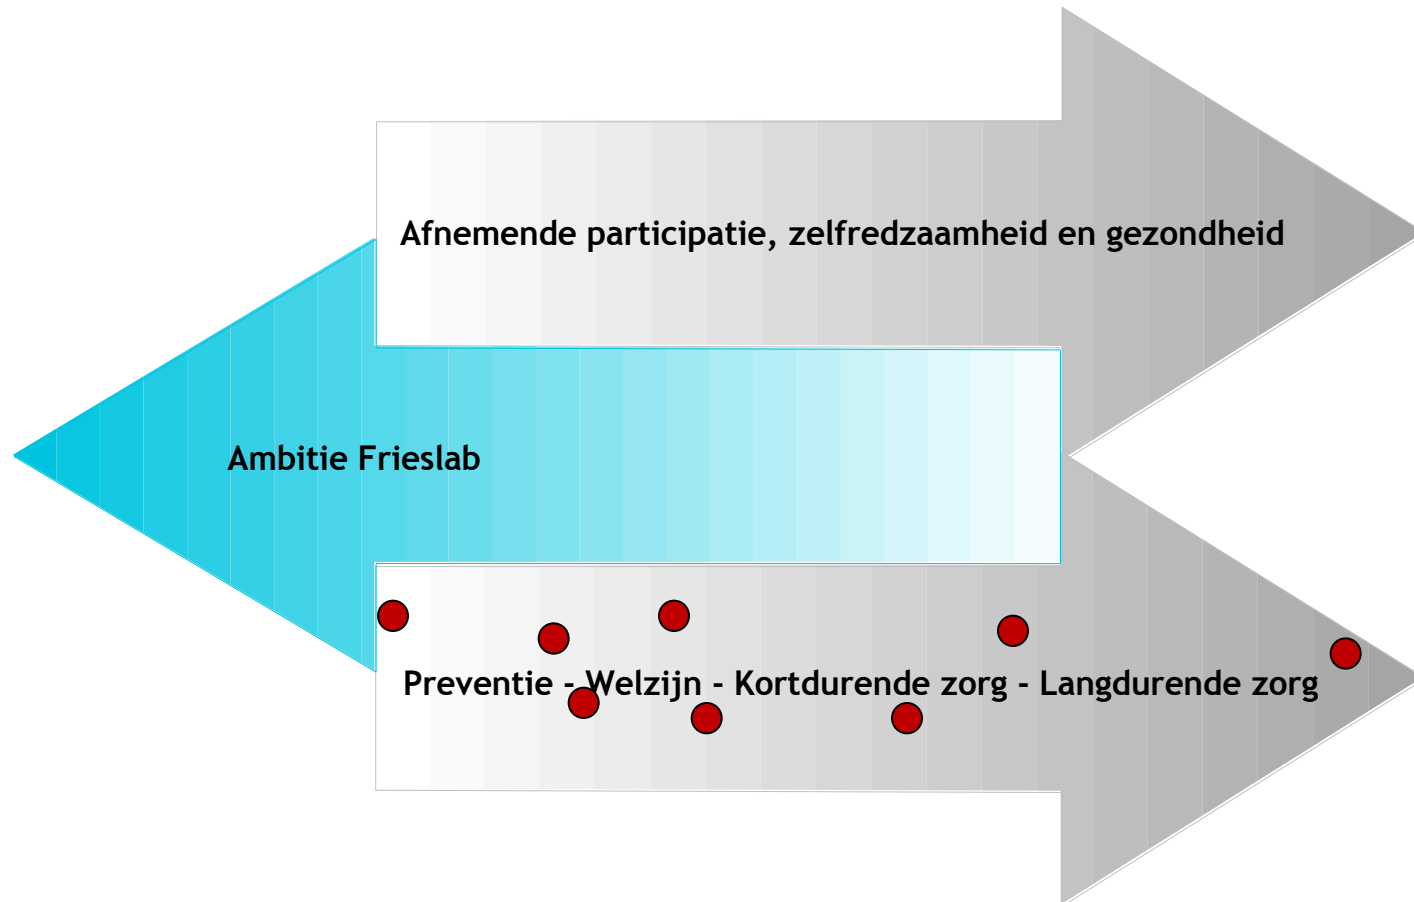 Afnemende participatie, zelfredzaamheid en gezondheid
Ambitie Frieslab
Preventie - Welzijn - Kortdurende zorg - Langdurende zorg